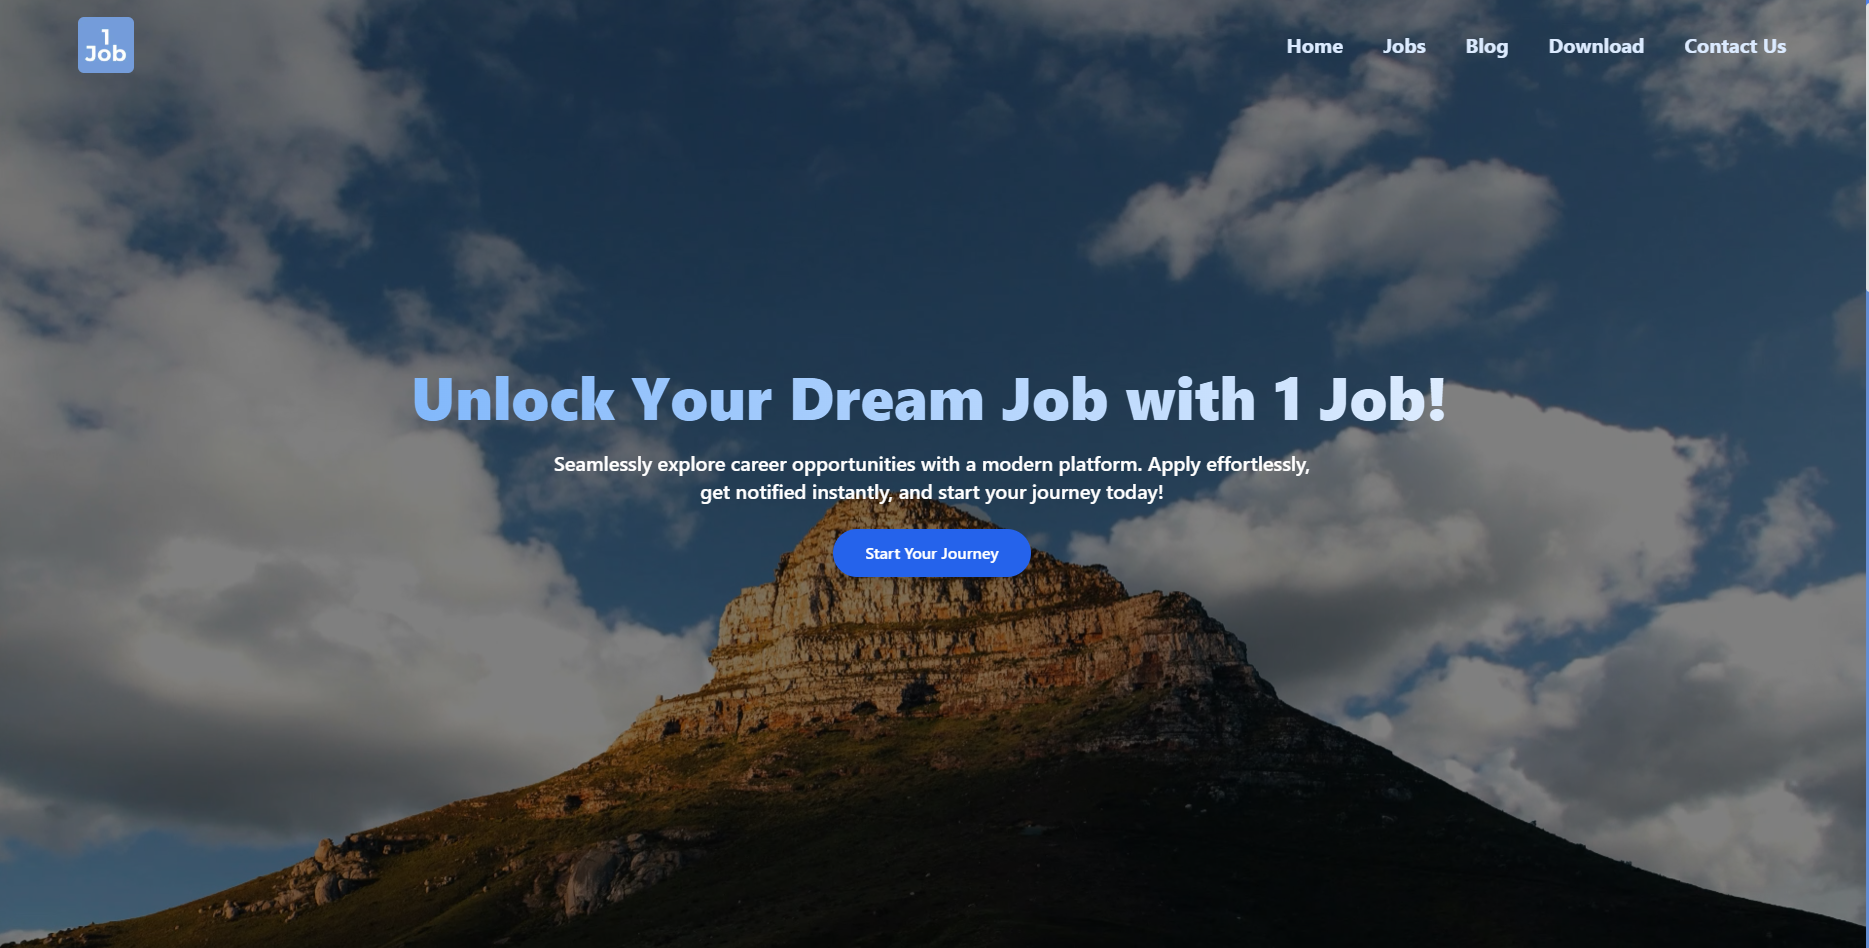 1
Job
Home Jobs Blog Download Contact Us
Unlock Your Dream Job with 1 Job!
Seamlessly explore career opportunities with a modern platform. Apply effortlessly,
get notified instantly, and start your journey today!
Start Your Journey